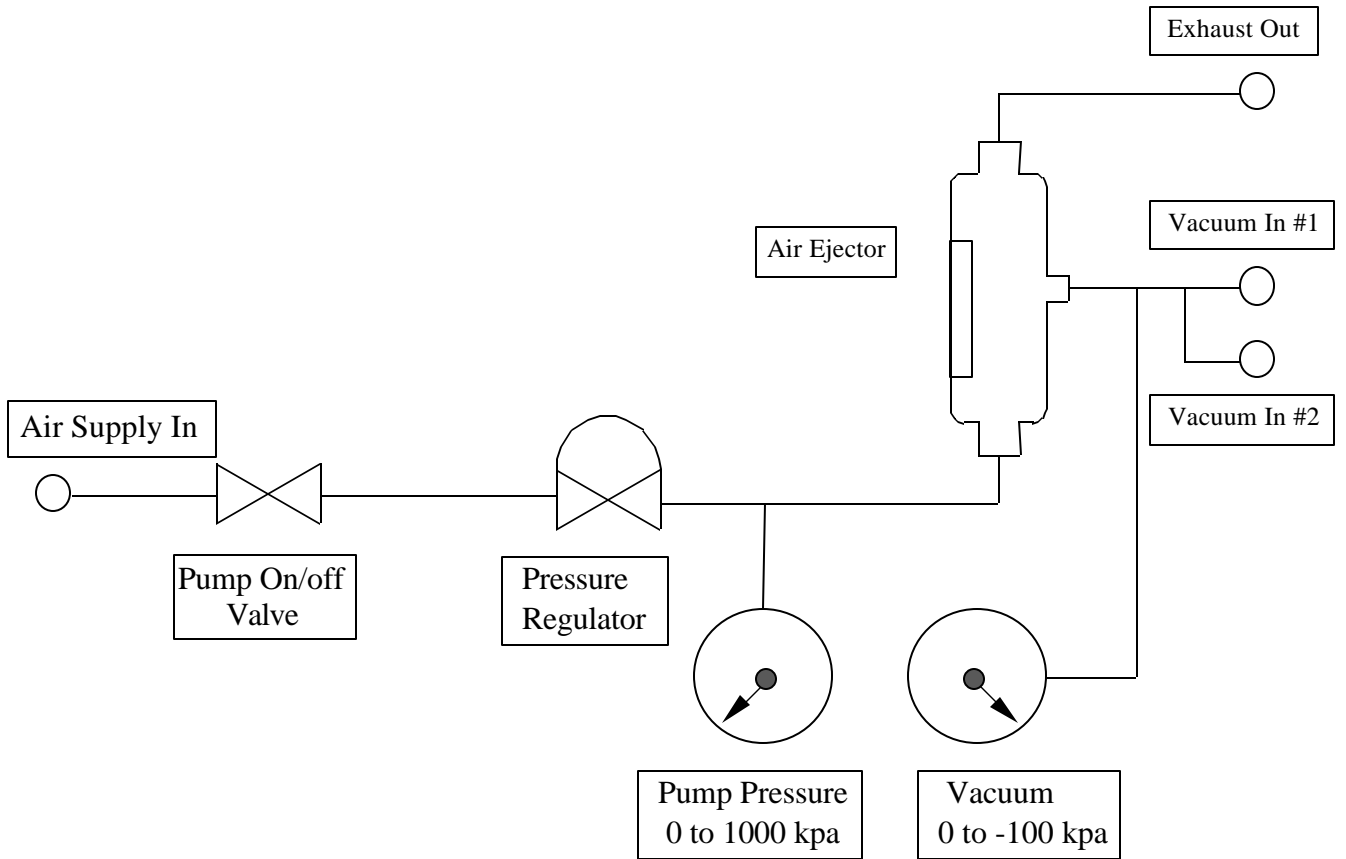 Exhaust Out
Vacuum In #1
Air Ejector
Vacuum In #2
Air Supply In
Pump On/off
Valve
Pressure
Regulator
Pump Pressure
0 to 1000 kpa
Vacuum
0 to -100 kpa